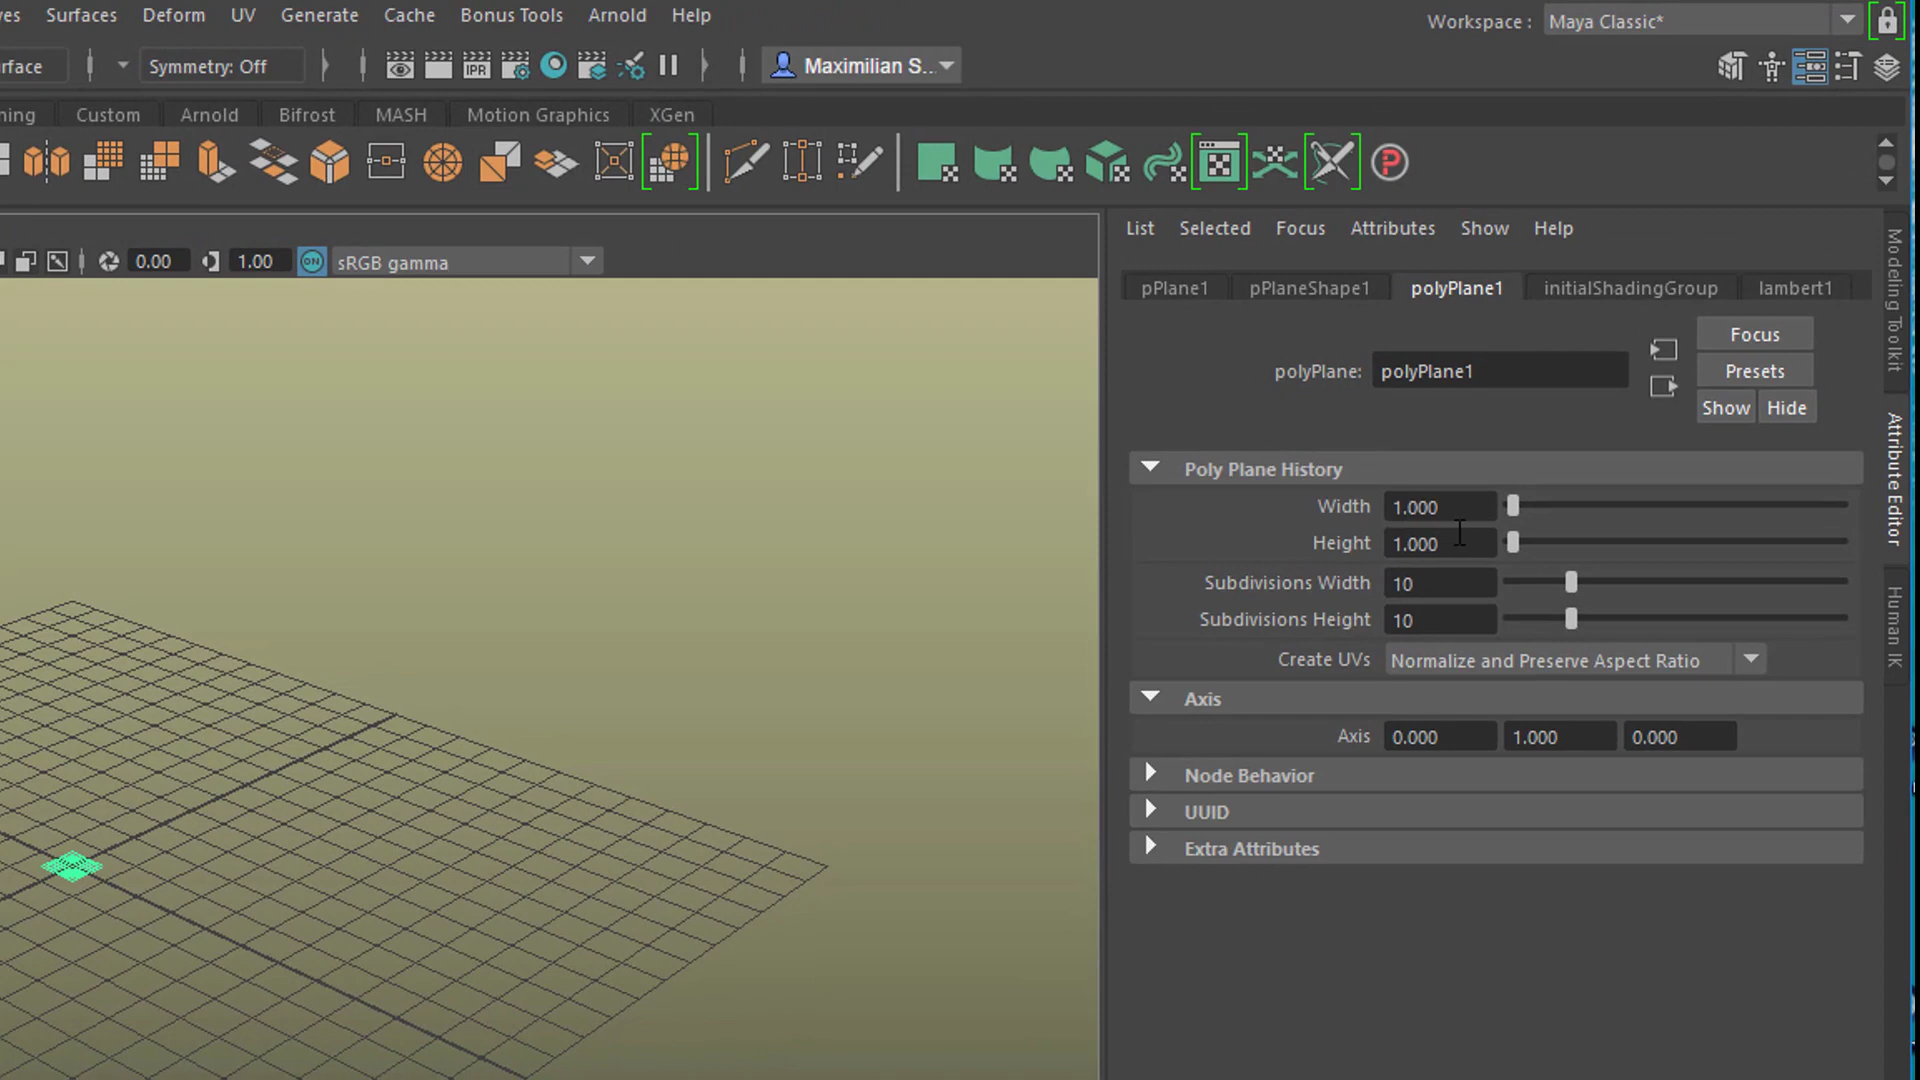 es Surfaces Deform UV Generate Cache Bonus Tools Arnold Help
Workspace : Maya Classic*
rface Symmetry: Off IPR Maximilian S...
ning Custom Arnold Bifrost MASH Motion Graphics XGen
P
List Selected Focus Attributes Show Help
0.00 1.00 ON sRGB gamma
pPlane1 pPlaneShape1 polyPlane1 initialShadingGroup lambert1
Focus
polyPlane: polyPlane1
Presets
Show Hide
Poly Plane History
Width 1.000
Height 1.000
Subdivisions Width 10
Subdivisions Height 10
Create UVs Normalize and Preserve Aspect Ratio
Axis
Axis 0.000 1.000 0.000
Node Behavior
UUID
Extra Attributes
Modeling Toolkit
Attribute Editor
Human IK